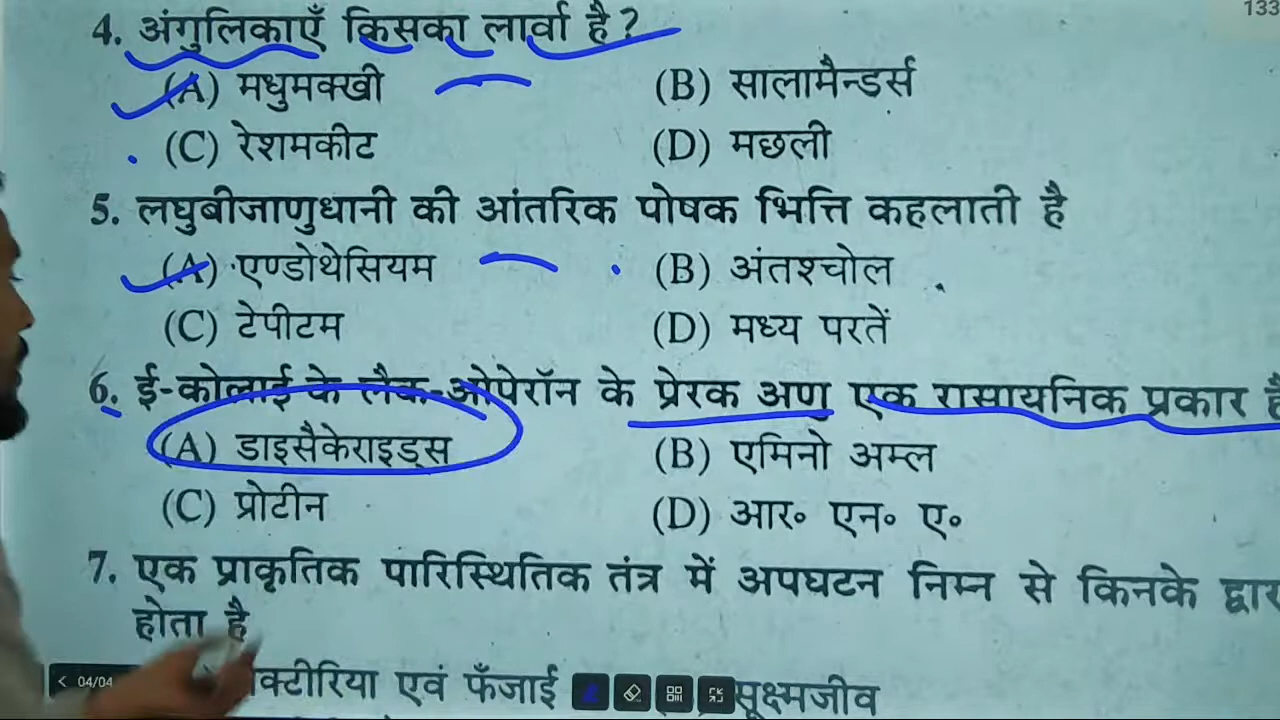 133
4. अंगुलिकाएँ किसका लार्वा है ?
(A) मधुमक्खी (B) सालामैन्डर्स
(C) रेशमकीट (D) मछली
5. लघुबीजाणुधानी की आंतरिक पोषक भित्ति कहलाती है
(A) एण्डोथेसियम (B) अंतश्चोल
(C) टेपीटम (D) मध्य परतें
6. ई-कोलाई के लैक-ओपेरॉन के प्रेरक अणु एक रासायनिक प्रकार है
(A) डाइसैकेराइड्स (B) एमिनो अम्ल
(C) प्रोटीन (D) आर० एन० ए०
7. एक प्राकृतिक पारिस्थितिक तंत्र में अपघटन निम्न से किनके
होता है
एवं फँजाई सूक्ष्मजीव
< 04/04